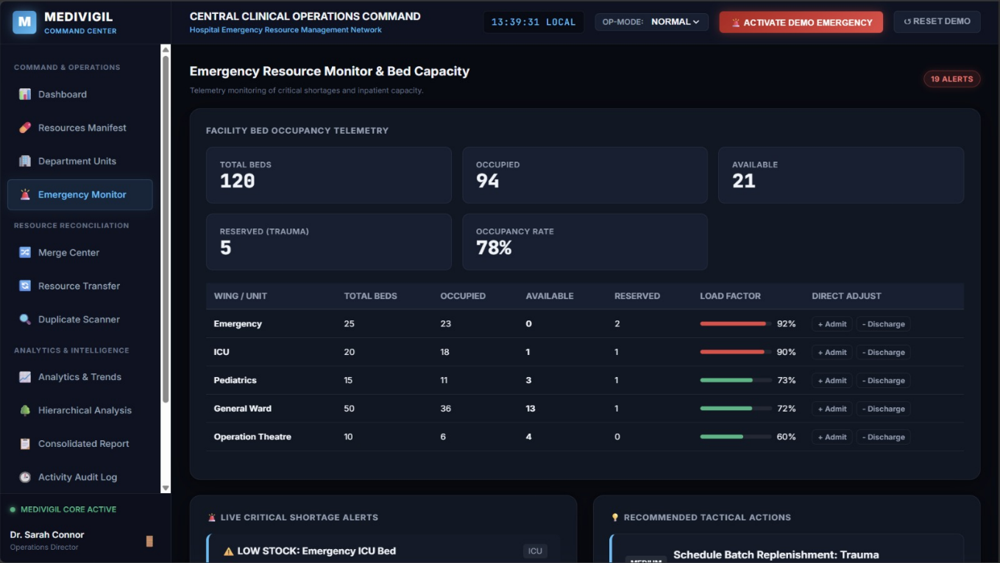 M
MEDIVIGIL
COMMAND CENTER
CENTRAL CLINICAL OPERATIONS COMMAND
Hospital Emergency Resource Management Network
13:39:31 LOCAL
OP-MODE: NORMAL
ACTIVATE DEMO EMERGENCY
↺ RESET DEMO
COMMAND & OPERATIONS
Dashboard
Resources Manifest
Department Units
Emergency Monitor
RESOURCE RECONCILIATION
Merge Center
Resource Transfer
Duplicate Scanner
ANALYTICS & INTELLIGENCE
Analytics & Trends
Hierarchical Analysis
Consolidated Report
Activity Audit Log
MEDIVIGIL CORE ACTIVE
Dr. Sarah Connor
Operations Director
Emergency Resource Monitor & Bed Capacity
Telemetry monitoring of critical shortages and inpatient capacity.
19 ALERTS
FACILITY BED OCCUPANCY TELEMETRY
TOTAL BEDS
120
OCCUPIED
94
AVAILABLE
21
RESERVED (TRAUMA)
5
OCCUPANCY RATE
78%
WING / UNIT TOTAL BEDS OCCUPIED AVAILABLE RESERVED LOAD FACTOR DIRECT ADJUST
Emergency 25 23 0 2 92% + Admit - Discharge
ICU 20 18 1 1 90% + Admit - Discharge
Pediatrics 15 11 3 1 73% + Admit - Discharge
General Ward 50 36 13 1 72% + Admit - Discharge
Operation Theatre 10 6 4 0 60% + Admit - Discharge
LIVE CRITICAL SHORTAGE ALERTS
LOW STOCK: Emergency ICU Bed
ICU
RECOMMENDED TACTICAL ACTIONS
MEDIUM
Schedule Batch Replenishment: Trauma